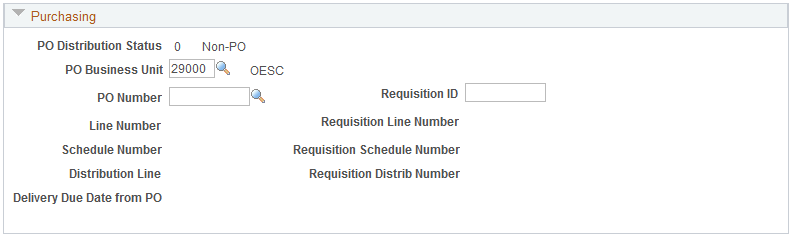 Purchasing
PO Distribution Status 0 Non-PO
PO Business Unit 29000 OESC
PO Number Requisition ID
Line Number Requisition Line Number
Schedule Number Requisition Schedule Number
Distribution Line Requisition Distrib Number
Delivery Due Date from PO